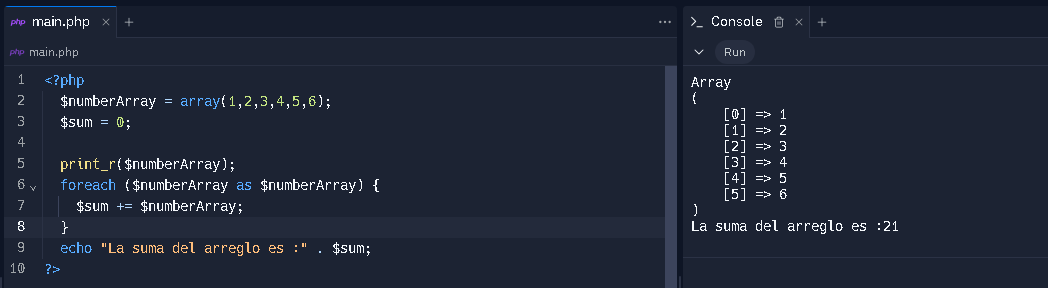 php main.php × +
php main.php
1 <?php
2 $numberArray = array(1,2,3,4,5,6);
3 $sum = 0;
4
5 print_r($numberArray);
6 foreach ($numberArray as $numberArray) {
7 $sum += $numberArray;
8 }
9 echo "La suma del arreglo es :" . $sum;
10 ?>
>_ Console × +
Run
Array
(
[0] => 1
[1] => 2
[2] => 3
[3] => 4
[4] => 5
[5] => 6
)
La suma del arreglo es :21